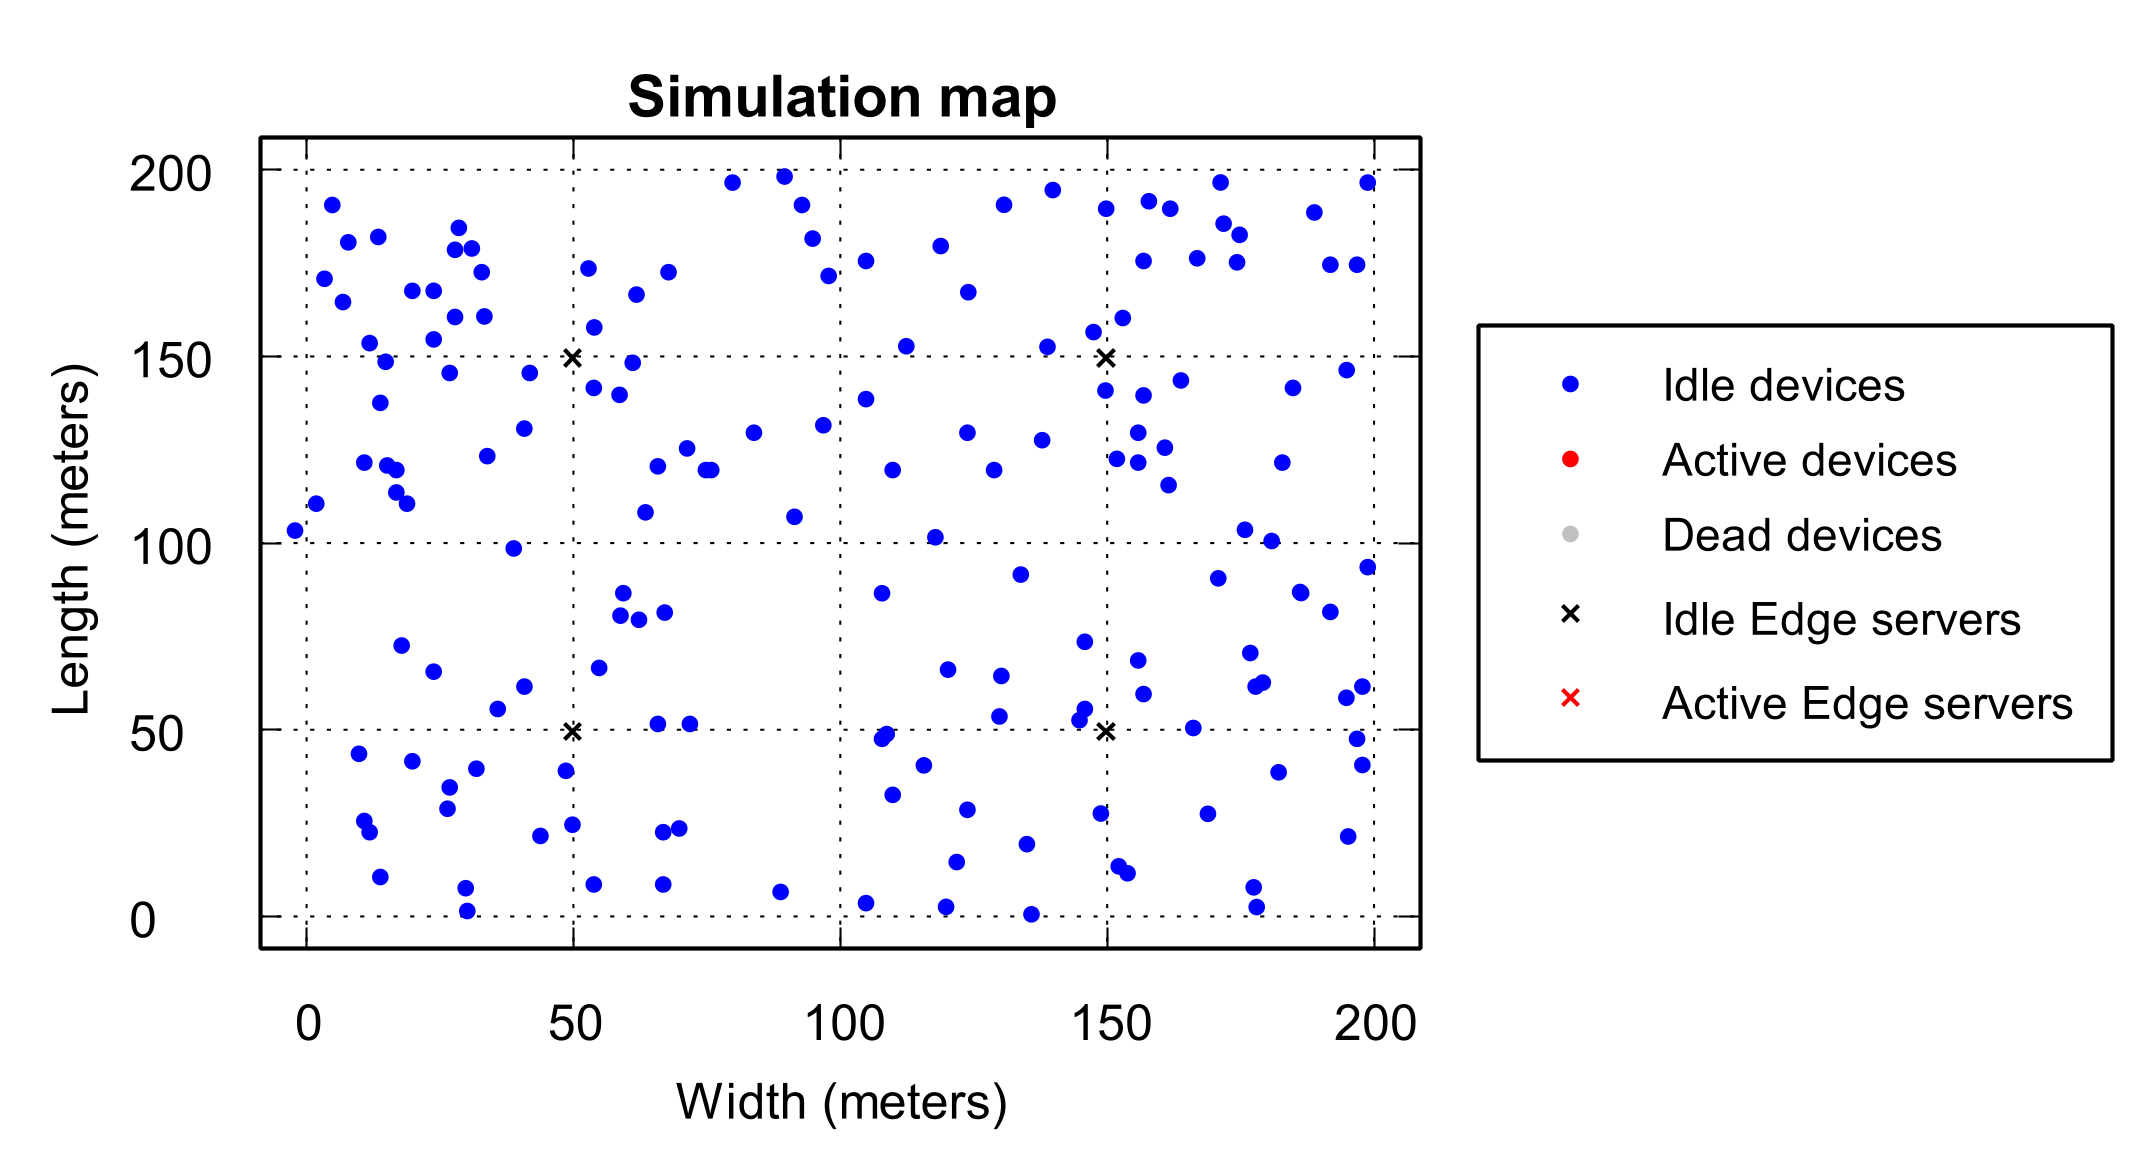 Simulation map
200
150
100
50
0
Length (meters)
0 50 100 150 200
Width (meters)
Idle devices
Active devices
Dead devices
Idle Edge servers
Active Edge servers